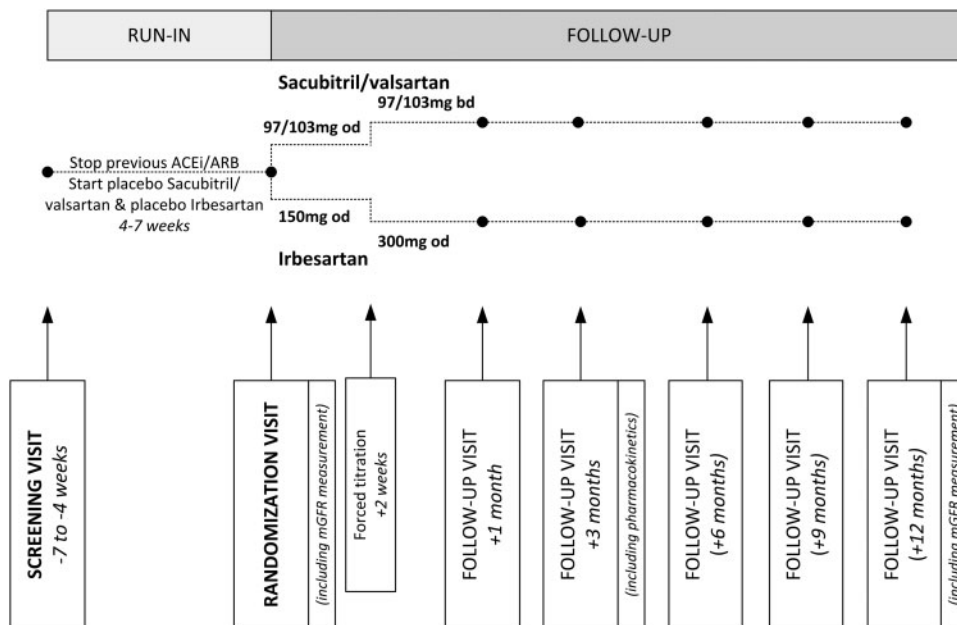 RUN-IN
FOLLOW-UP
Sacubitril/valsartan
97/103mg bd
97/103mg od
Stop previous ACEi/ARB
Start placebo Sacubitril/
valsartan & placebo Irbesartan
4-7 weeks
150mg od
300mg od
Irbesartan
SCREENING VISIT
-7 to -4 weeks
RANDOMIZATION VISIT
(including mGFR measurement)
Forced titration
+2 weeks
FOLLOW-UP VISIT
+1 month
FOLLOW-UP VISIT
+3 months
(including pharmacokinetics)
FOLLOW-UP VISIT
(+6 months)
FOLLOW-UP VISIT
(+9 months)
FOLLOW-UP VISIT
(+12 months)
(including mGFR measurement)